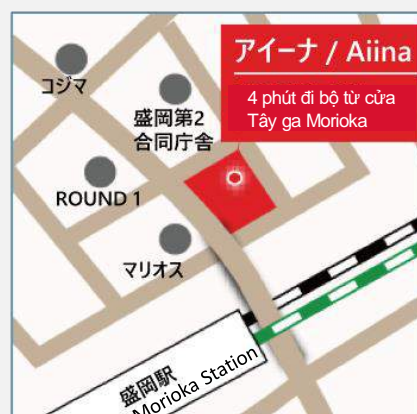 アイーナ / Aiina
4 phút đi bộ từ cửa
Tây ga Morioka
コジマ
盛岡第2
合同庁舎
ROUND 1
マリオス
盛岡駅
Morioka Station